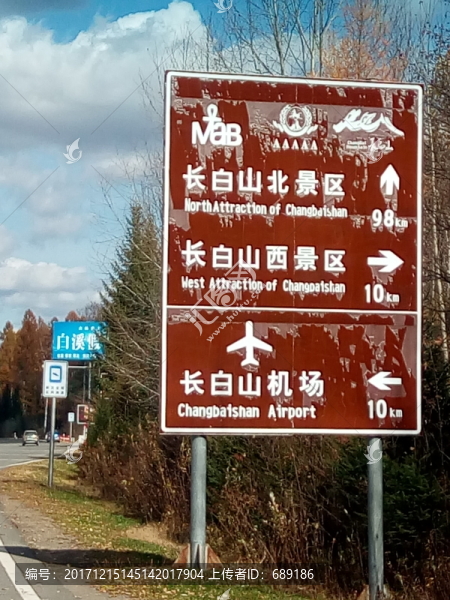 MaB
AAAAA
长白山北景区
North Attraction of Changbaishan
98km
长白山西景区
West Attraction of Changpaishan
10km
长白山机场
Changbaishan Airport
10km
白溪
编号:20171215145142017904 上传者ID:689186